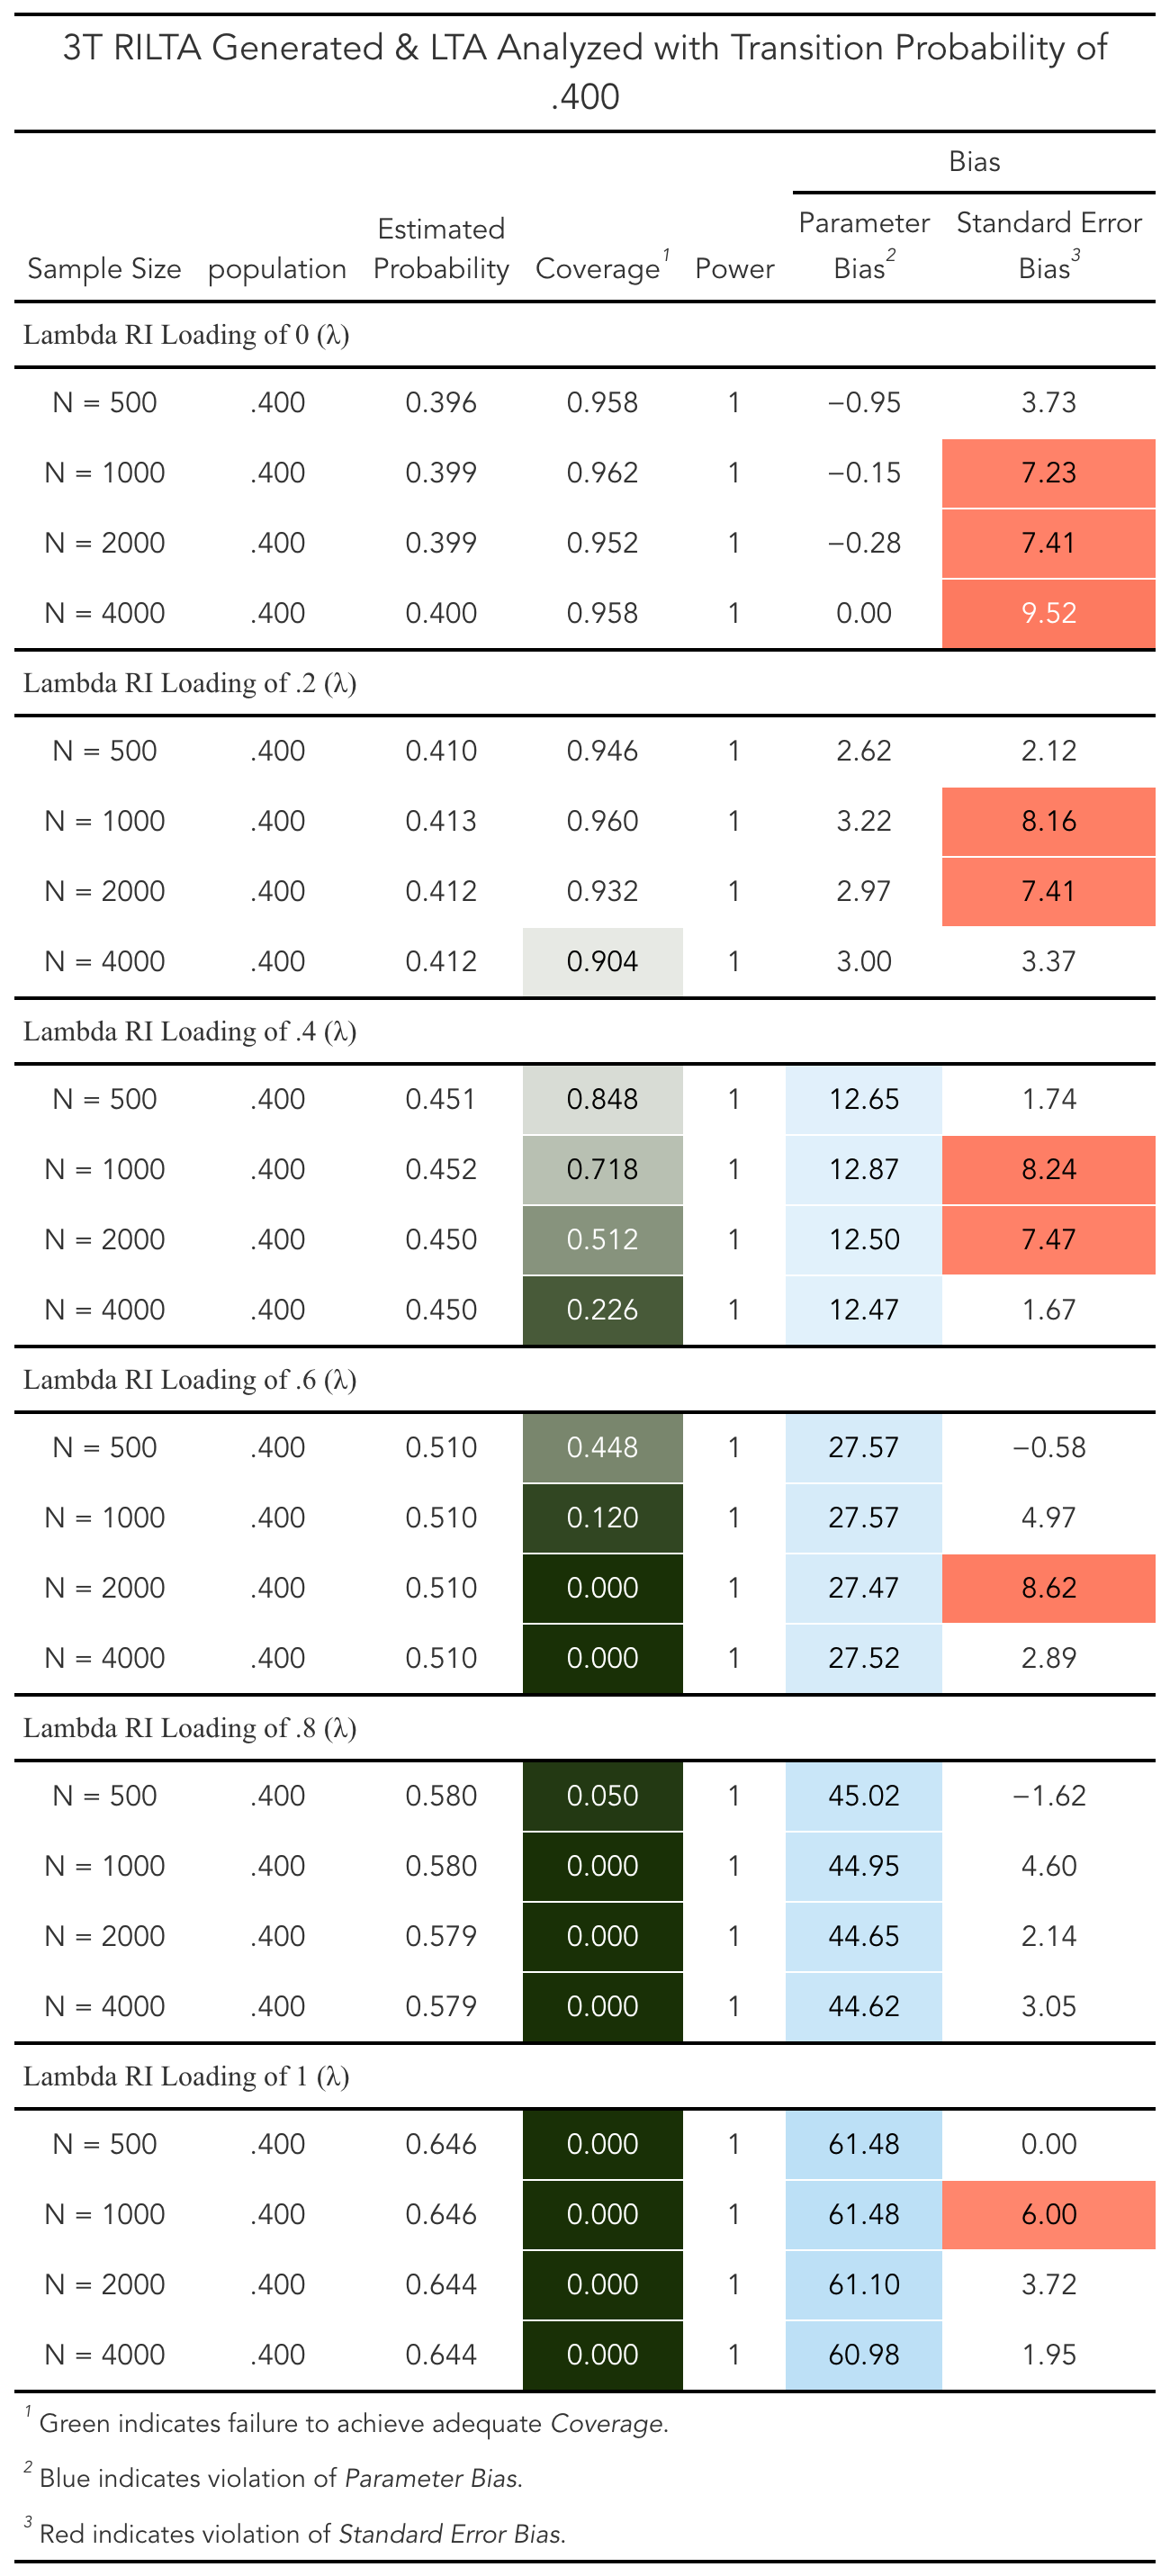 3T RILTA Generated & LTA Analyzed with Transition Probability of
.400
Bias
Sample Size population Estimated Probability Coverage1 Power Parameter Bias2 Standard Error Bias3
Lambda RI Loading of 0 (λ)
N = 500 .400 0.396 0.958 1 −0.95 3.73
N = 1000 .400 0.399 0.962 1 −0.15 7.23
N = 2000 .400 0.399 0.952 1 −0.28 7.41
N = 4000 .400 0.400 0.958 1 0.00 9.52
Lambda RI Loading of .2 (λ)
N = 500 .400 0.410 0.946 1 2.62 2.12
N = 1000 .400 0.413 0.960 1 3.22 8.16
N = 2000 .400 0.412 0.932 1 2.97 7.41
N = 4000 .400 0.412 0.904 1 3.00 3.37
Lambda RI Loading of .4 (λ)
N = 500 .400 0.451 0.848 1 12.65 1.74
N = 1000 .400 0.452 0.718 1 12.87 8.24
N = 2000 .400 0.450 0.512 1 12.50 7.47
N = 4000 .400 0.450 0.226 1 12.47 1.67
Lambda RI Loading of .6 (λ)
N = 500 .400 0.510 0.448 1 27.57 −0.58
N = 1000 .400 0.510 0.120 1 27.57 4.97
N = 2000 .400 0.510 0.000 1 27.47 8.62
N = 4000 .400 0.510 0.000 1 27.52 2.89
Lambda RI Loading of .8 (λ)
N = 500 .400 0.580 0.050 1 45.02 −1.62
N = 1000 .400 0.580 0.000 1 44.95 4.60
N = 2000 .400 0.579 0.000 1 44.65 2.14
N = 4000 .400 0.579 0.000 1 44.62 3.05
Lambda RI Loading of 1 (λ)
N = 500 .400 0.646 0.000 1 61.48 0.00
N = 1000 .400 0.646 0.000 1 61.48 6.00
N = 2000 .400 0.644 0.000 1 61.10 3.72
N = 4000 .400 0.644 0.000 1 60.98 1.95
1 Green indicates failure to achieve adequate Coverage.
2 Blue indicates violation of Parameter Bias.
3 Red indicates violation of Standard Error Bias.